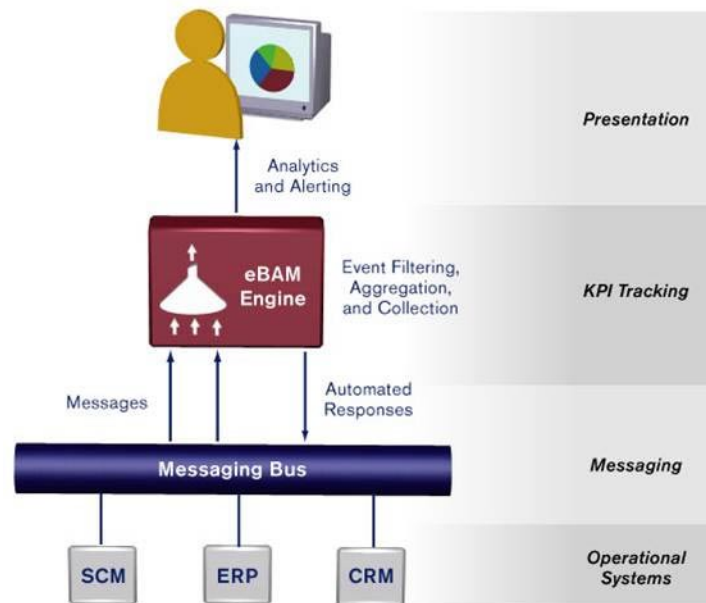 Presentation
Analytics
and Alerting
eBAM
Engine
Event Filtering,
Aggregation,
and Collection
KPI Tracking
Messages
Automated
Responses
Messaging Bus
Messaging
SCM
ERP
CRM
Operational
Systems